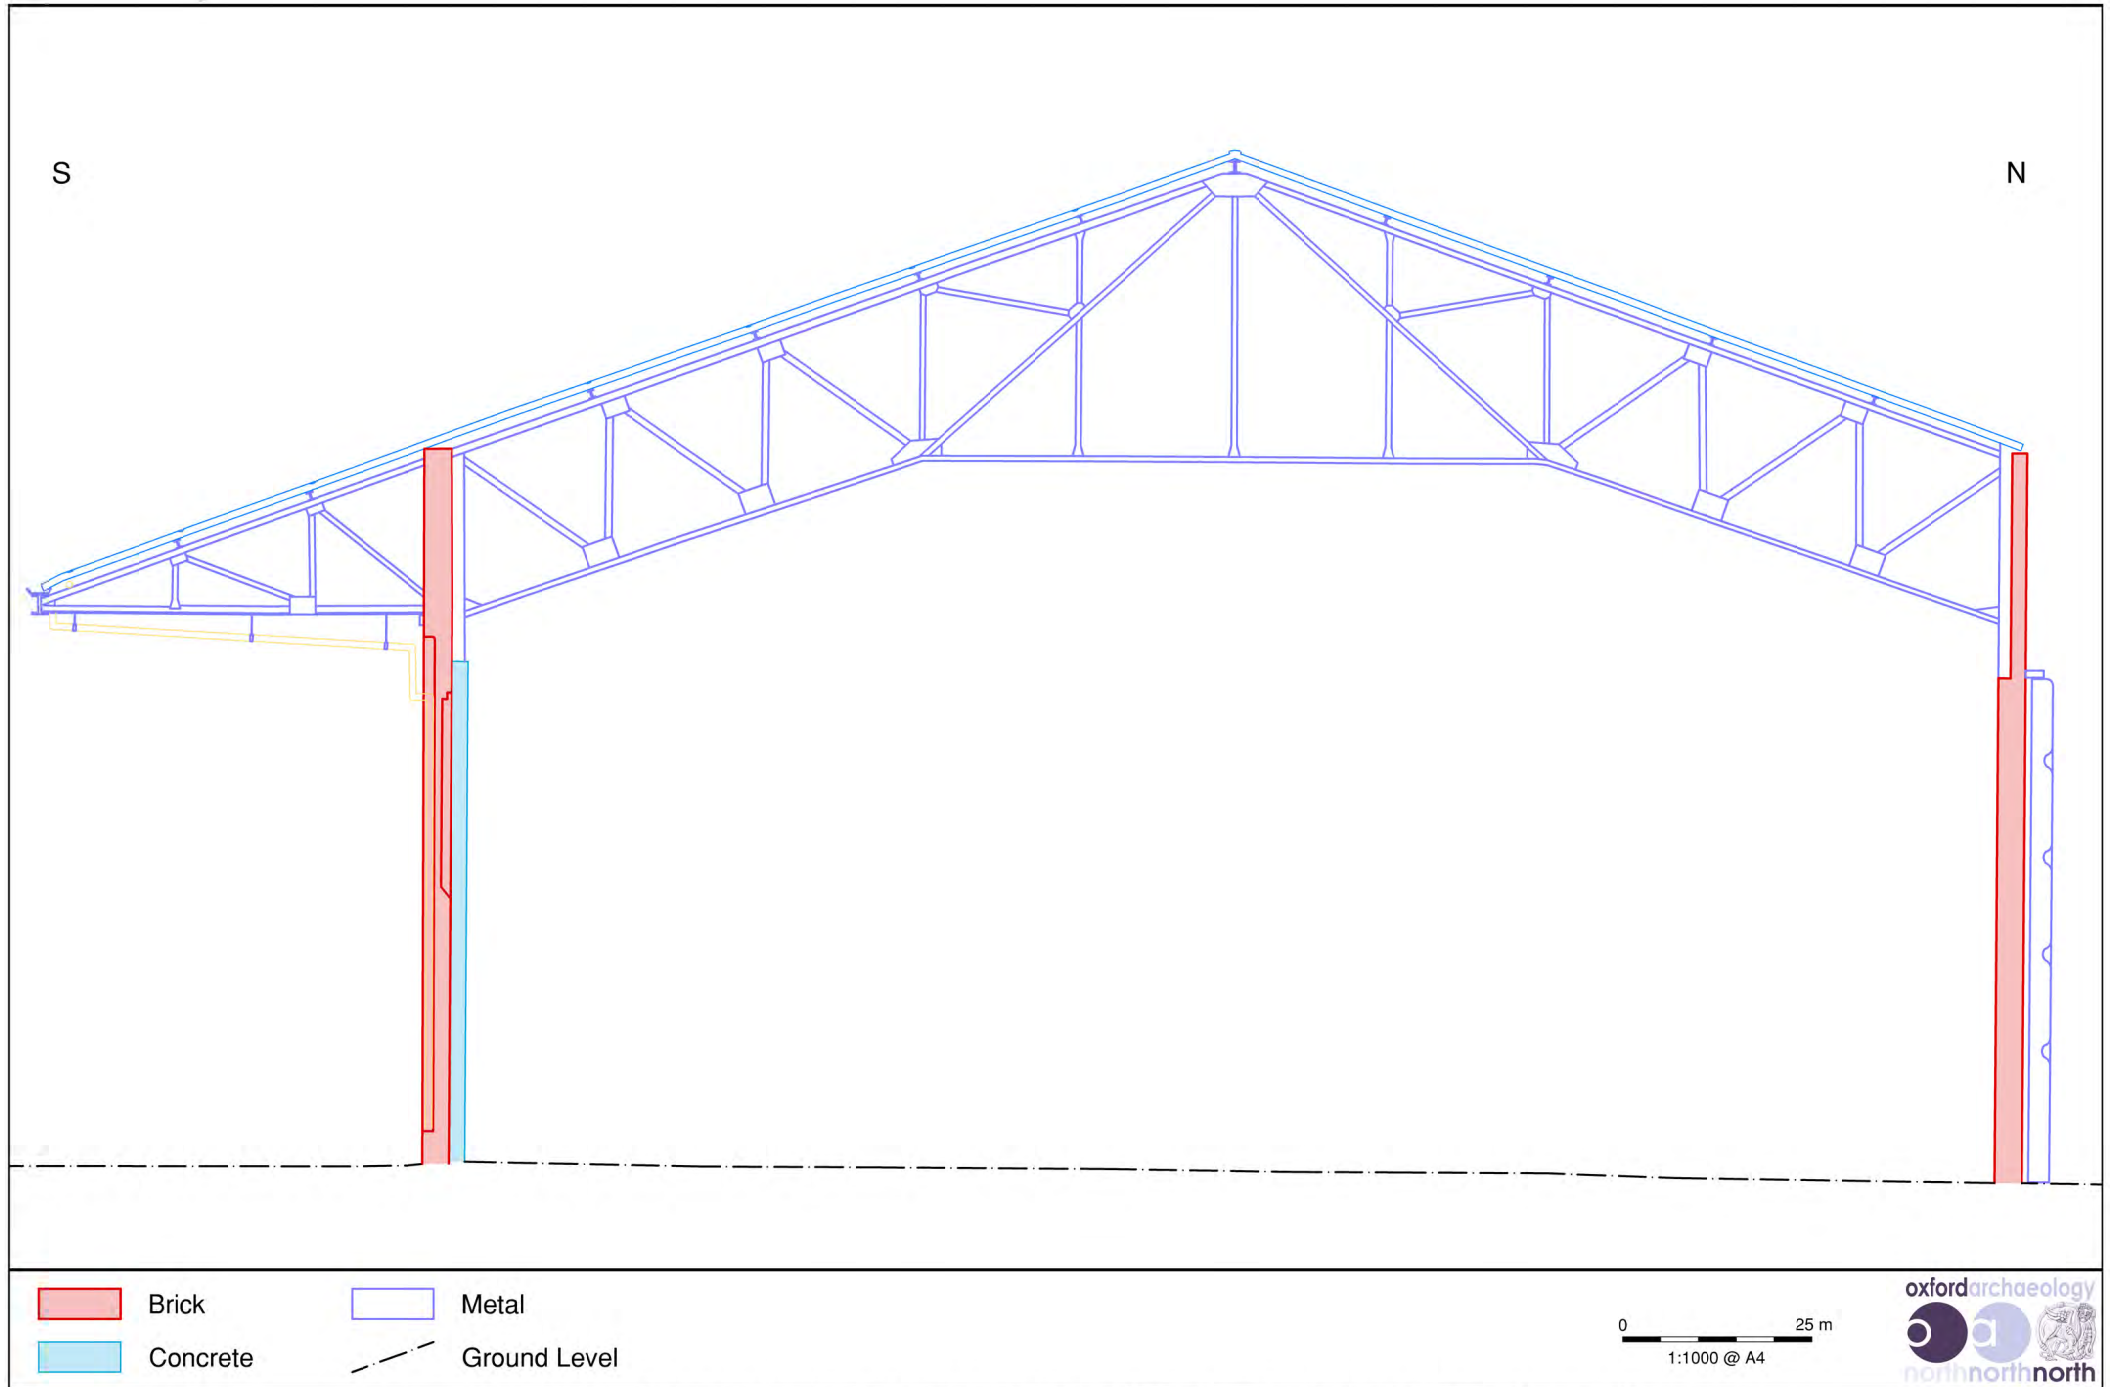 S
N
Brick
Metal
Concrete
Ground Level
0 25 m
1:1000 @ A4
oxfordarchaeology
o a
northnorthnorth